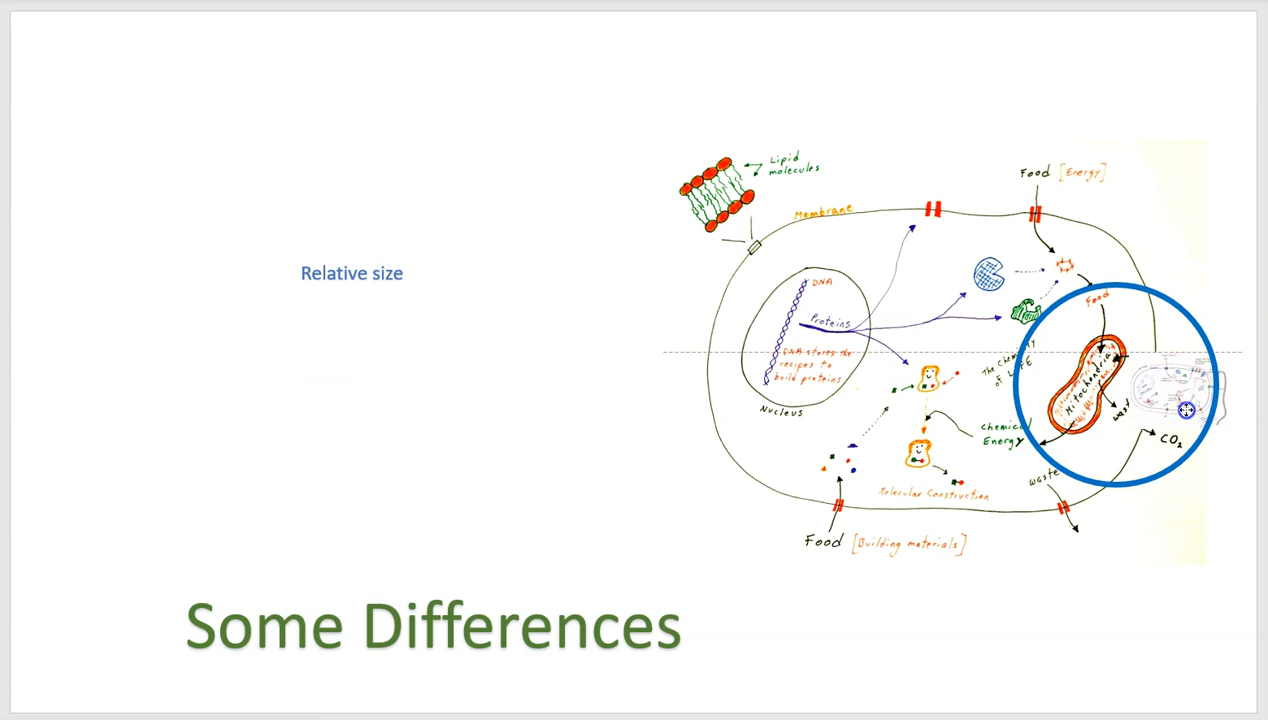 Lipid
molecules
Food [Energy]
Membrane
Relative size
DNA
Food
Proteins
The Chemistry
of LIFE
DNA stores the
recipes to
build proteins
Mitochondria
Nucleus
waste
Chemical
Energy
CO2
waste
Molecular Construction
Food [Building materials]
Some Differences